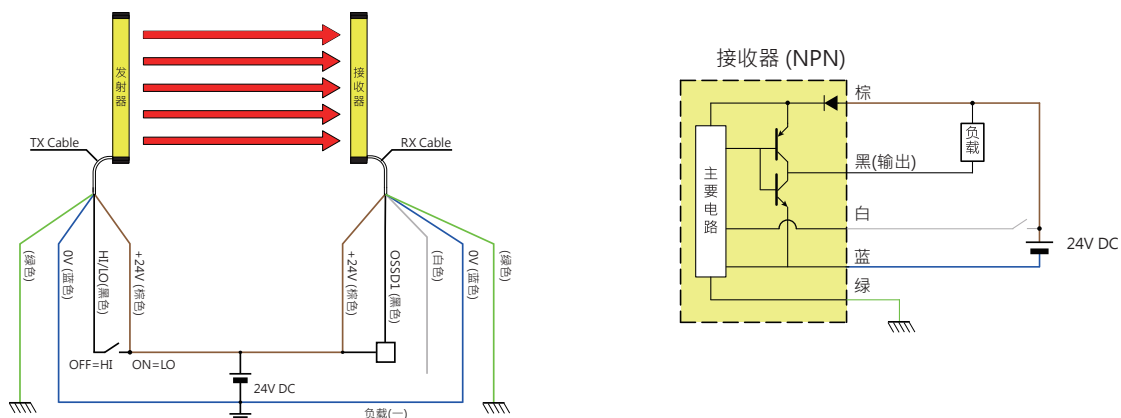 发射器
接收器
TX Cable
RX Cable
(绿色)
0V (蓝色)
HI/LO(黑色)
+24V (棕色)
+24V (棕色)
OSSD1 (黑色)
(白色)
0V (蓝色)
(绿色)
OFF=HI
ON=LO
24V DC
负载(一)
接收器 (NPN)
主要电路
棕
负载
黑(输出)
白
24V DC
蓝
绿